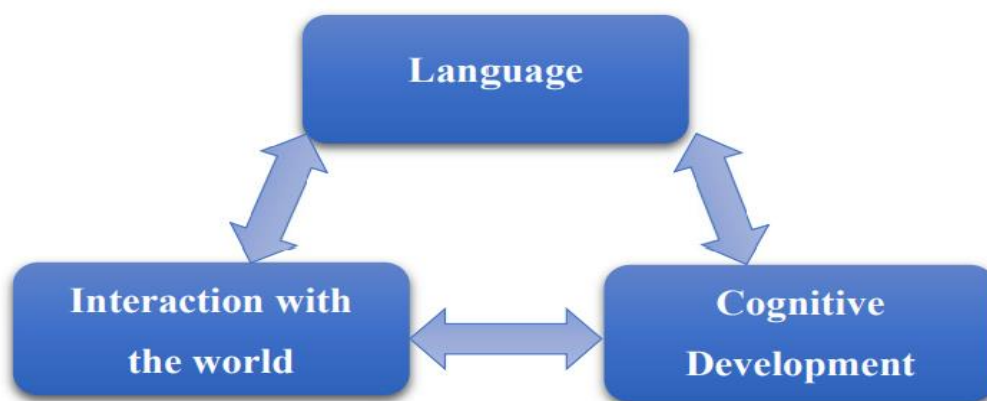 Language
Interaction with
the world
Cognitive
Development